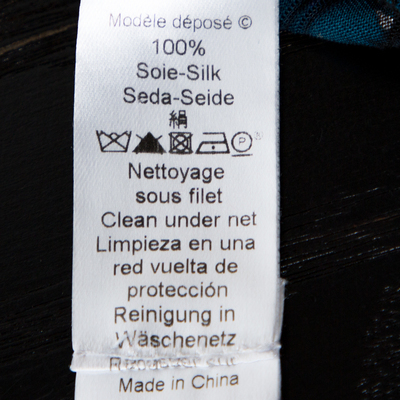 Modèle déposé ©
100%
Soie-Silk
Seda-Seide
絹
P
Nettoyage
sous filet
Clean under net
Limpieza en una
red vuelta de
protección
Reinigung in
Wäschenetz
Made in China